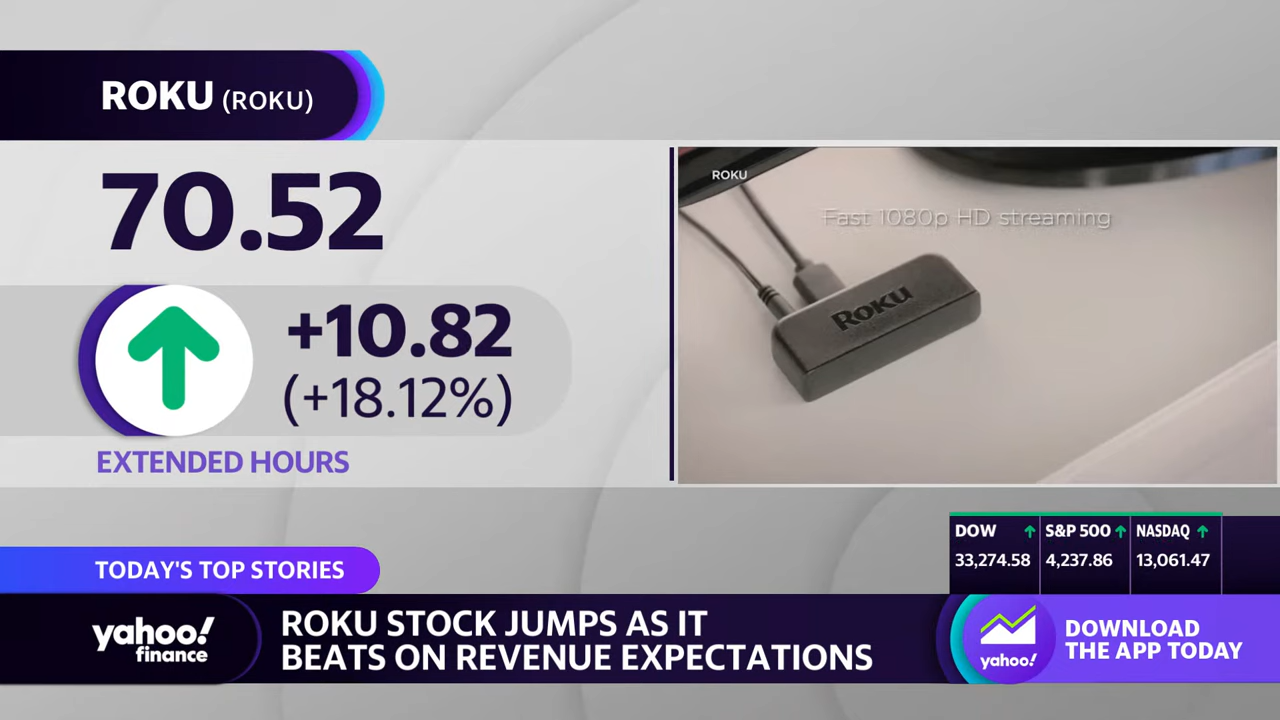 ROKU (ROKU)
70.52
+10.82
(+18.12%)
EXTENDED HOURS
ROKU
Fast 1080p HD streaming
Roku
DOW
33,274.58
S&P 500
4,237.86
NASDAQ
13,061.47
TODAY'S TOP STORIES
yahoo!
finance
ROKU STOCK JUMPS AS IT
BEATS ON REVENUE EXPECTATIONS
yahoo!
DOWNLOAD
THE APP TODAY